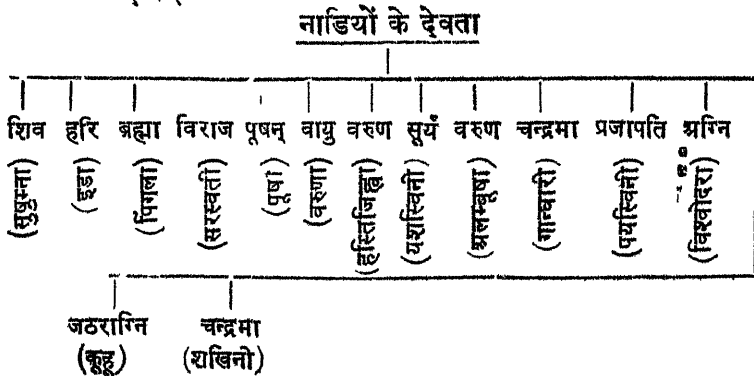 नाडियों के देवता
शिव हरि ब्रह्मा विराज पूषन् वायु वरुण सूर्य वरुण चन्द्रमा प्रजापति अग्नि
(सुषुम्ना) (इडा) (पिंगला) (सरस्वती) (पूषा) (वरुणा) (हस्तिजिह्वा) (यशस्विनी) (अलम्बूषा) (गान्धारी) (पयस्विनी) (विश्वोदरा)
जठराग्नि चन्द्रमा
(कूहू) (शखिनी)